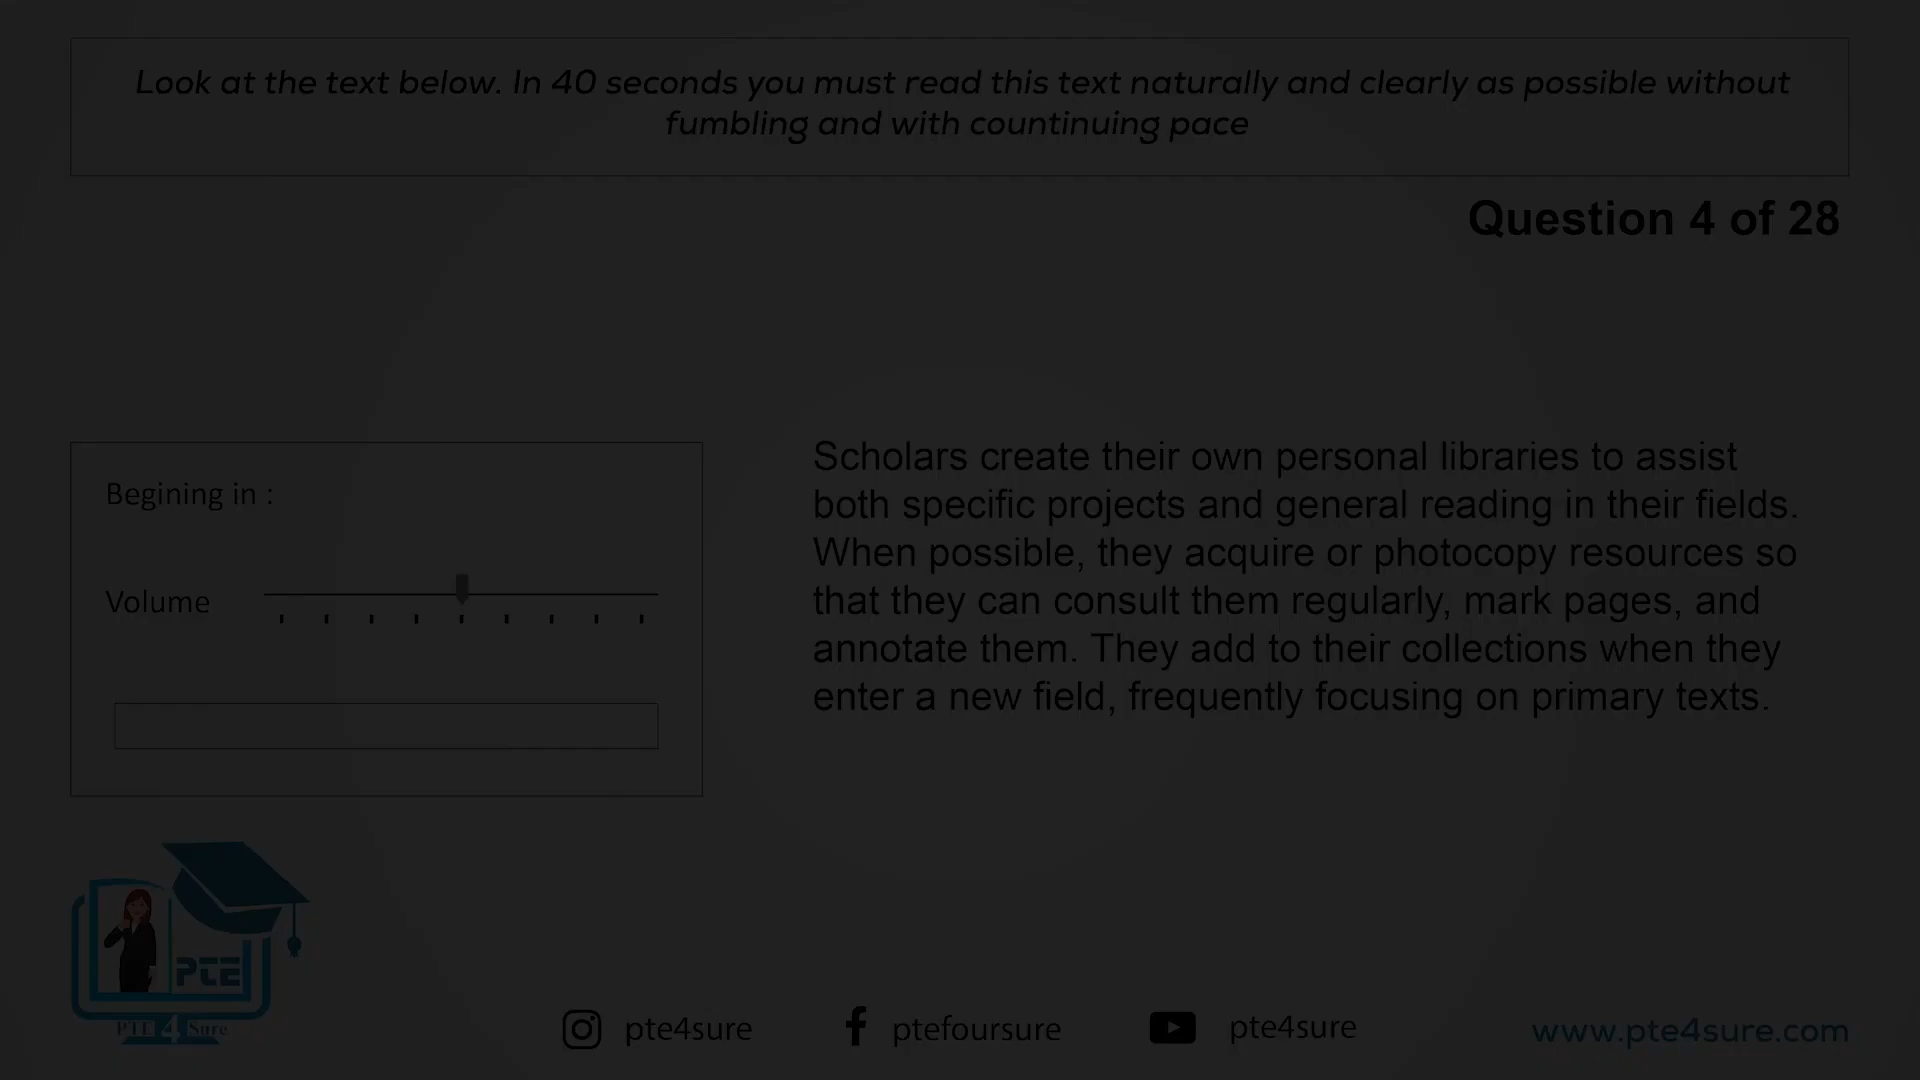 Look at the text below. In 40 seconds you must read this text naturally and clearly as possible without
fumbling and with countinuing pace
Question 4 of 28
Begining in :
Volume
Scholars create their own personal libraries to assist
both specific projects and general reading in their fields.
When possible, they acquire or photocopy resources so
that they can consult them regularly, mark pages, and
annotate them. They add to their collections when they
enter a new field, frequently focusing on primary texts.
PTE
PTE 4 Sure
pte4sure
ptefoursure
pte4sure
www.pte4sure.com